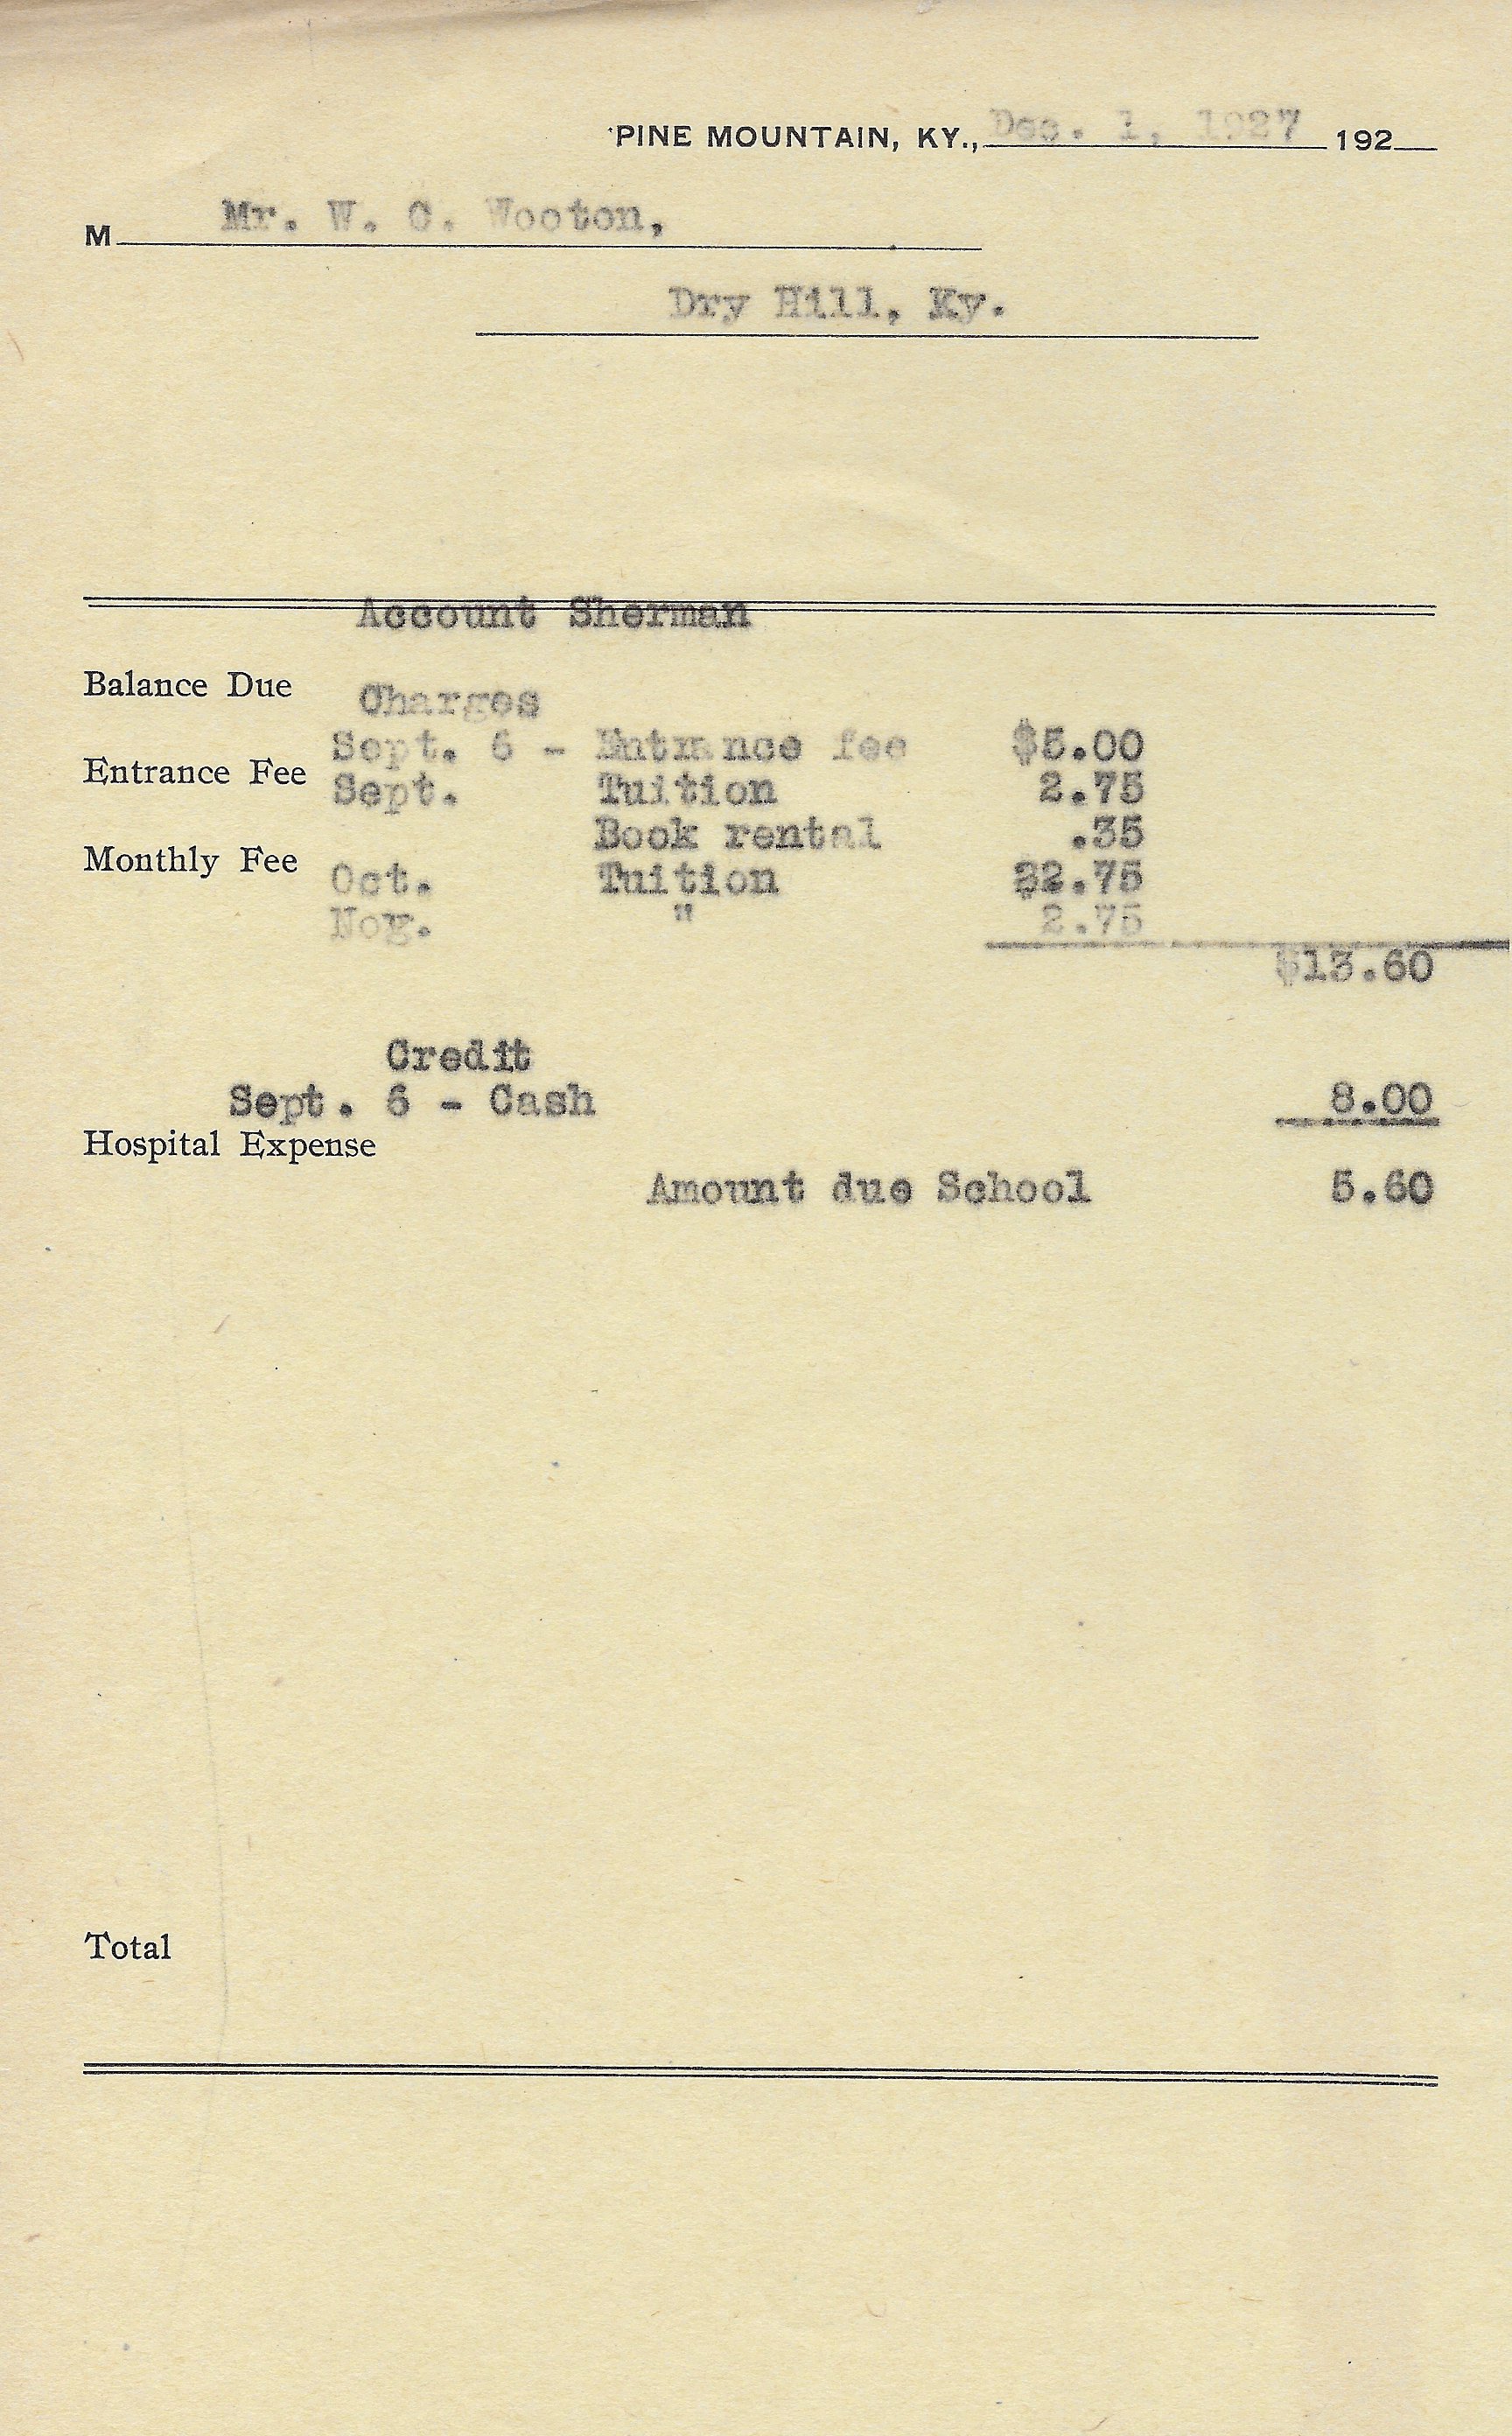 PINE MOUNTAIN, KY., Dec. 1, 1927 192
M Mr. W. C. Wooton,
Dry Hill, Ky.
Account Sherman
Balance Due
Charges
Sept. 6 - Entrance fee $5.00
Entrance Fee
Sept. Tuition 2.75
Book rental .35
Monthly Fee
Oct. Tuition 2.75
Nov. " 2.75
$13.60
Credit
Sept. 6 - Cash 8.00
Hospital Expense
Amount due School 5.60
Total